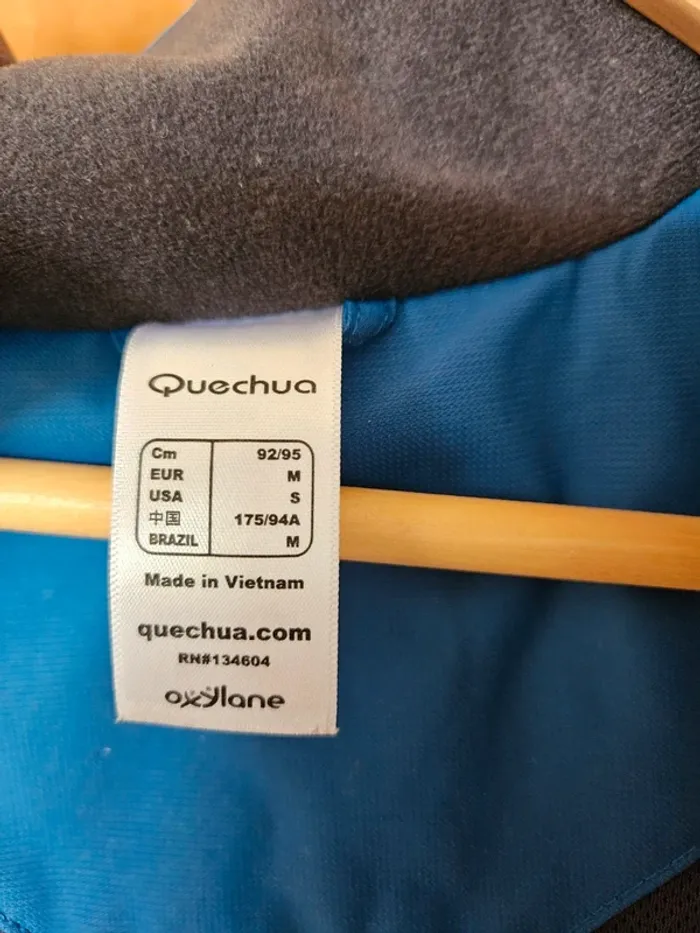 Quechua
Cm 92/95
EUR M
USA S
中国 175/94A
BRAZIL M
Made in Vietnam
quechua.com
RN#134604
oxylane